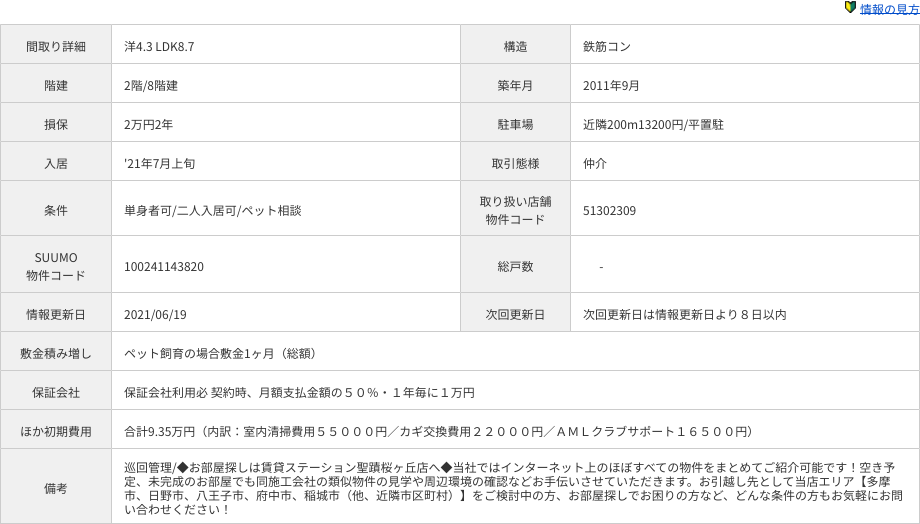 情報の見方
間取り詳細
洋4.3 LDK8.7
構造
鉄筋コン
階建
2階/8階建
築年月
2011年9月
損保
2万円2年
駐車場
近隣200m13200円/平置駐
入居
'21年7月上旬
取引態様
仲介
条件
単身者可/二人入居可/ペット相談
取り扱い店舗
物件コード
51302309
SUUMO
物件コード
100241143820
総戸数
-
情報更新日
2021/06/19
次回更新日
次回更新日は情報更新日より８日以内
敷金積み増し
ペット飼育の場合敷金1ヶ月（総額）
保証会社
保証会社利用必 契約時、月額支払金額の５０％・１年毎に１万円
ほか初期費用
合計9.35万円（内訳：室内清掃費用５５０００円／カギ交換費用２２０００円／ＡＭＬクラブサポート１６５００円）
備考
巡回管理/◆お部屋探しは賃貸ステーション聖蹟桜ヶ丘店へ◆当社ではインターネット上のほぼすべての物件をまとめてご紹介可能です！空き予
定、未完成のお部屋でも同施工会社の類似物件の見学や周辺環境の確認などお手伝いさせていただきます。お引越し先として当店エリア【多摩
市、日野市、八王子市、府中市、稲城市（他、近隣市区町村）】をご検討中の方、お部屋探しでお困りの方など、どんな条件の方もお気軽にお問
い合わせください！